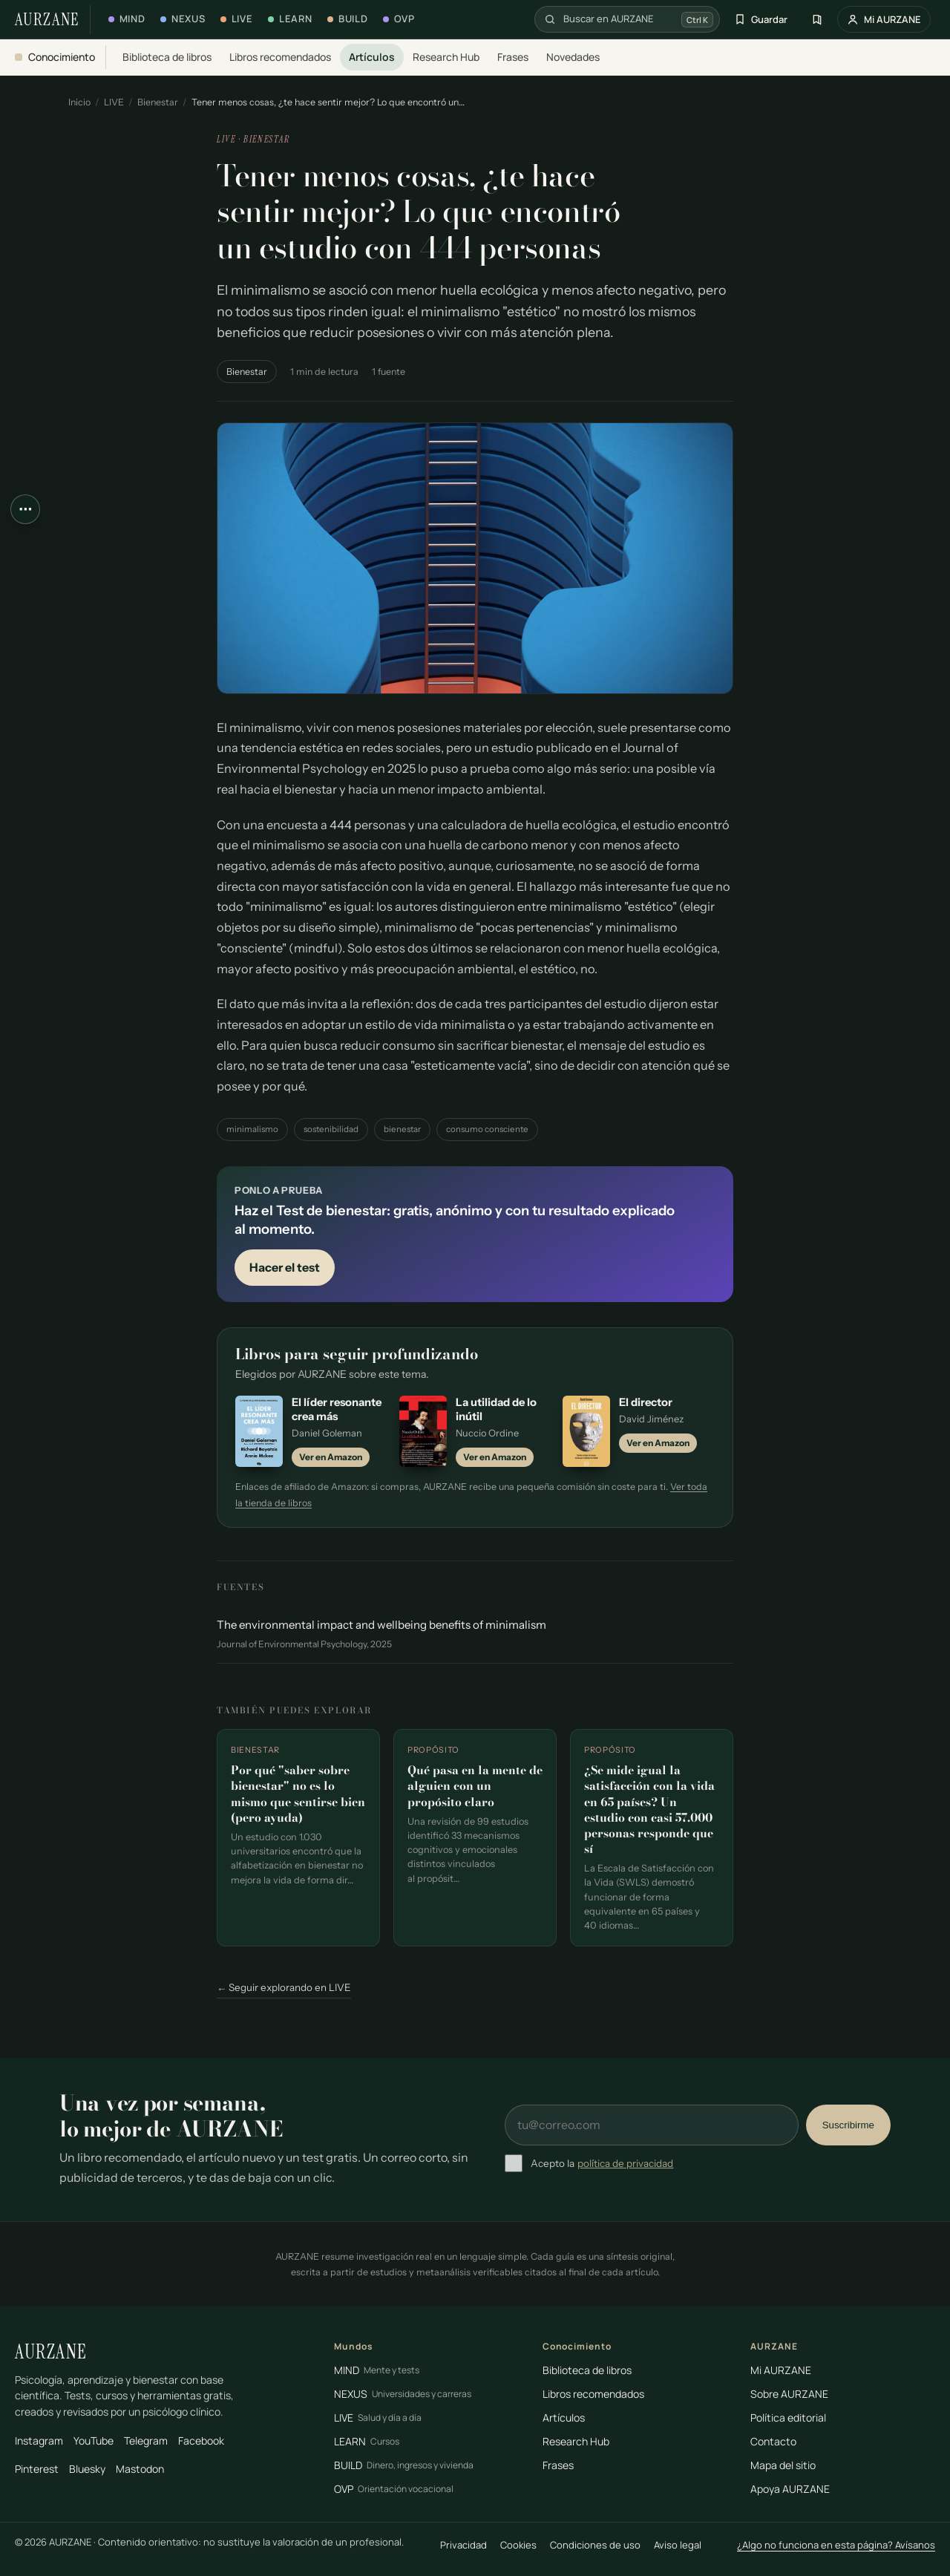 AURZANE
MIND
NEXUS
LIVE
LEARN
BUILD
OVP
Buscar en AURZANE
Ctrl K
Guardar
Mi AURZANE
Conocimiento
Biblioteca de libros
Libros recomendados
Artículos
Research Hub
Frases
Novedades
Inicio / LIVE / Bienestar / Tener menos cosas, ¿te hace sentir mejor? Lo que encontró un...
LIVE · BIENESTAR
Tener menos cosas, ¿te hace
sentir mejor? Lo que encontró
un estudio con 444 personas
El minimalismo se asoció con menor huella ecológica y menos afecto negativo, pero
no todos sus tipos rinden igual: el minimalismo "estético" no mostró los mismos
beneficios que reducir posesiones o vivir con más atención plena.
Bienestar
1 min de lectura
1 fuente
El minimalismo, vivir con menos posesiones materiales por elección, suele presentarse como
una tendencia estética en redes sociales, pero un estudio publicado en el Journal of
Environmental Psychology en 2025 lo puso a prueba como algo más serio: una posible vía
real hacia el bienestar y hacia un menor impacto ambiental.
Con una encuesta a 444 personas y una calculadora de huella ecológica, el estudio encontró
que el minimalismo se asocia con una huella de carbono menor y con menos afecto
negativo, además de más afecto positivo, aunque, curiosamente, no se asoció de forma
directa con mayor satisfacción con la vida en general. El hallazgo más interesante fue que no
todo "minimalismo" es igual: los autores distinguieron entre minimalismo "estético" (elegir
objetos por su diseño simple), minimalismo de "pocas pertenencias" y minimalismo
"consciente" (mindful). Solo estos dos últimos se relacionaron con menor huella ecológica,
mayor afecto positivo y más preocupación ambiental, el estético, no.
El dato que más invita a la reflexión: dos de cada tres participantes del estudio dijeron estar
interesados en adoptar un estilo de vida minimalista o ya estar trabajando activamente en
ello. Para quien busca reducir consumo sin sacrificar bienestar, el mensaje del estudio es
claro, no se trata de tener una casa "esteticamente vacía", sino de decidir con atención qué se
posee y por qué.
minimalismo
sostenibilidad
bienestar
consumo consciente
PONLO A PRUEBA
Haz el Test de bienestar: gratis, anónimo y con tu resultado explicado
al momento.
Hacer el test
Libros para seguir profundizando
Elegidos por AURZANE sobre este tema.
EL LÍDER
RESONANTE
CREA MÁS
Daniel Goleman
Richard Boyatzis
Annie McKee
El líder resonante
crea más
Daniel Goleman
Ver en Amazon
La utilidad de lo
inútil
Nuccio Ordine
Ver en Amazon
El director
David Jiménez
Ver en Amazon
Enlaces de afiliado de Amazon: si compras, AURZANE recibe una pequeña comisión sin coste para ti. Ver toda
la tienda de libros
FUENTES
The environmental impact and wellbeing benefits of minimalism
Journal of Environmental Psychology, 2025
TAMBIÉN PUEDES EXPLORAR
BIENESTAR
Por qué "saber sobre
bienestar" no es lo
mismo que sentirse bien
(pero ayuda)
Un estudio con 1.030
universitarios encontró que la
alfabetización en bienestar no
mejora la vida de forma dir...
PROPÓSITO
Qué pasa en la mente de
alguien con un
propósito claro
Una revisión de 99 estudios
identificó 33 mecanismos
cognitivos y emocionales
distintos vinculados
al propósit...
PROPÓSITO
¿Se mide igual la
satisfacción con la vida
en 65 países? Un
estudio con casi 57.000
personas responde que
sí
La Escala de Satisfacción con
la Vida (SWLS) demostró
funcionar de forma
equivalente en 65 países y
40 idiomas...
← Seguir explorando en LIVE
Una vez por semana,
lo mejor de AURZANE
Un libro recomendado, el artículo nuevo y un test gratis. Un correo corto, sin
publicidad de terceros, y te das de baja con un clic.
tu@correo.com
Suscribirme
Acepto la política de privacidad
AURZANE resume investigación real en un lenguaje simple. Cada guía es una síntesis original,
escrita a partir de estudios y metaanálisis verificables citados al final de cada artículo.
AURZANE
Psicología, aprendizaje y bienestar con base
científica. Tests, cursos y herramientas gratis,
creados y revisados por un psicólogo clínico.
Instagram YouTube Telegram Facebook
Pinterest Bluesky Mastodon
Mundos
MIND Mente y tests
NEXUS Universidades y carreras
LIVE Salud y día a día
LEARN Cursos
BUILD Dinero, ingresos y vivienda
OVP Orientación vocacional
Conocimiento
Biblioteca de libros
Libros recomendados
Artículos
Research Hub
Frases
AURZANE
Mi AURZANE
Sobre AURZANE
Política editorial
Contacto
Mapa del sitio
Apoya AURZANE
© 2026 AURZANE · Contenido orientativo: no sustituye la valoración de un profesional.
Privacidad
Cookies
Condiciones de uso
Aviso legal
¿Algo no funciona en esta página? Avísanos